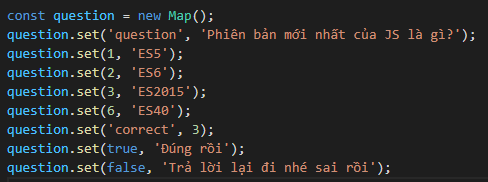 const question = new Map();
question.set('question', 'Phiên bản mới nhất của JS là gì?');
question.set(1, 'ES5');
question.set(2, 'ES6');
question.set(3, 'ES2015');
question.set(6, 'ES40');
question.set('correct', 3);
question.set(true, 'Đúng rồi');
question.set(false, 'Trả lời lại đi nhé sai rồi');